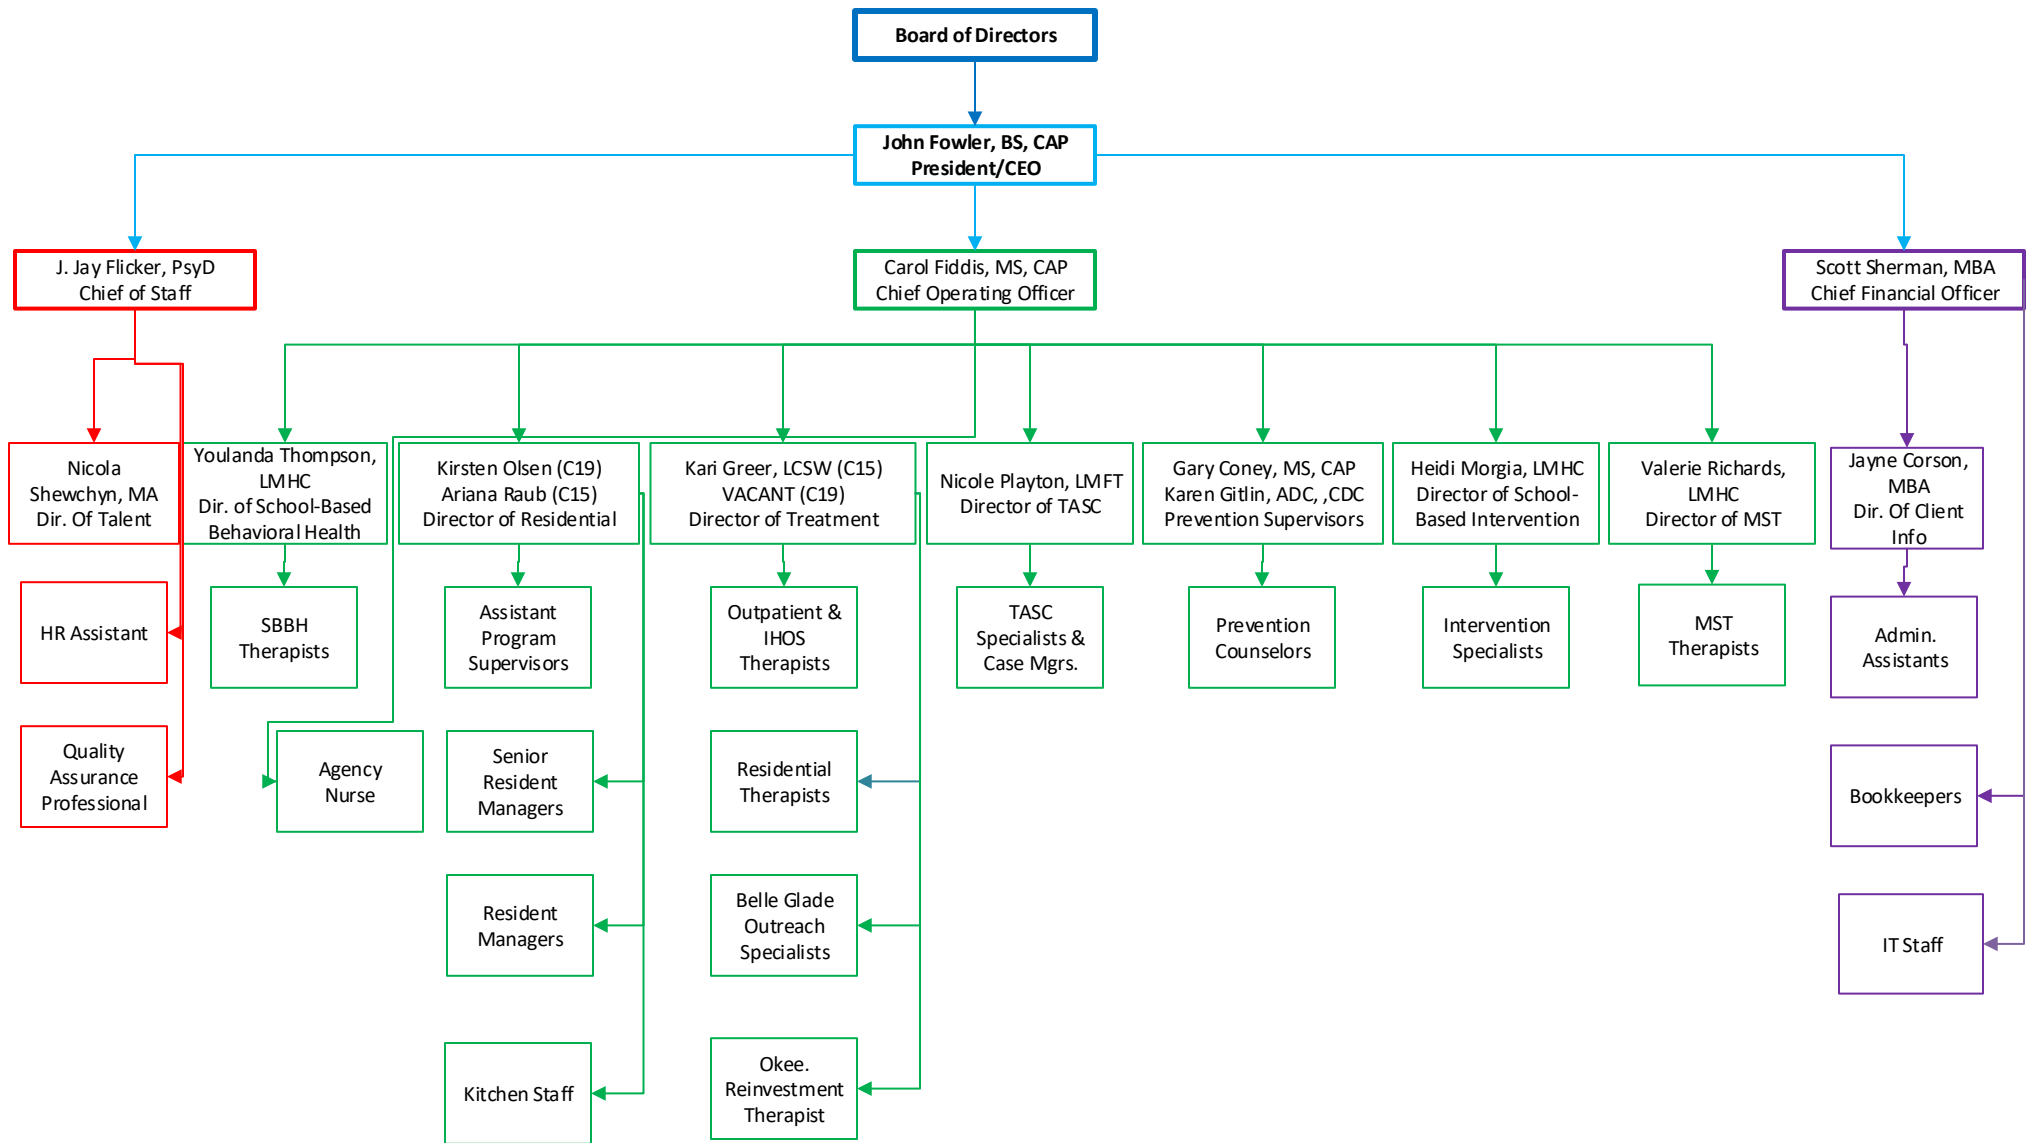 Board of Directors
John Fowler, BS, CAP
President/CEO
J. Jay Flicker, PsyD
Chief of Staff
Carol Fiddis, MS, CAP
Chief Operating Officer
Scott Sherman, MBA
Chief Financial Officer
Nicola
Shewchyn, MA
Dir. Of Talent
Youlanda Thompson,
LMHC
Dir. of School-Based
Behavioral Health
Kirsten Olsen (C19)
Ariana Raub (C15)
Director of Residential
Kari Greer, LCSW (C15)
VACANT (C19)
Director of Treatment
Nicole Playton, LMFT
Director of TASC
Gary Coney, MS, CAP
Karen Gitlin, ADC, ,CDC
Prevention Supervisors
Heidi Morgia, LMHC
Director of School-
Based Intervention
Valerie Richards,
LMHC
Director of MST
Jayne Corson,
MBA
Dir. Of Client
Info
HR Assistant
SBBH
Therapists
Assistant
Program
Supervisors
Outpatient &
IHOS
Therapists
TASC
Specialists &
Case Mgrs.
Prevention
Counselors
Intervention
Specialists
MST
Therapists
Admin.
Assistants
Quality
Assurance
Professional
Agency
Nurse
Senior
Resident
Managers
Residential
Therapists
Bookkeepers
Resident
Managers
Belle Glade
Outreach
Specialists
IT Staff
Kitchen Staff
Okee.
Reinvestment
Therapist